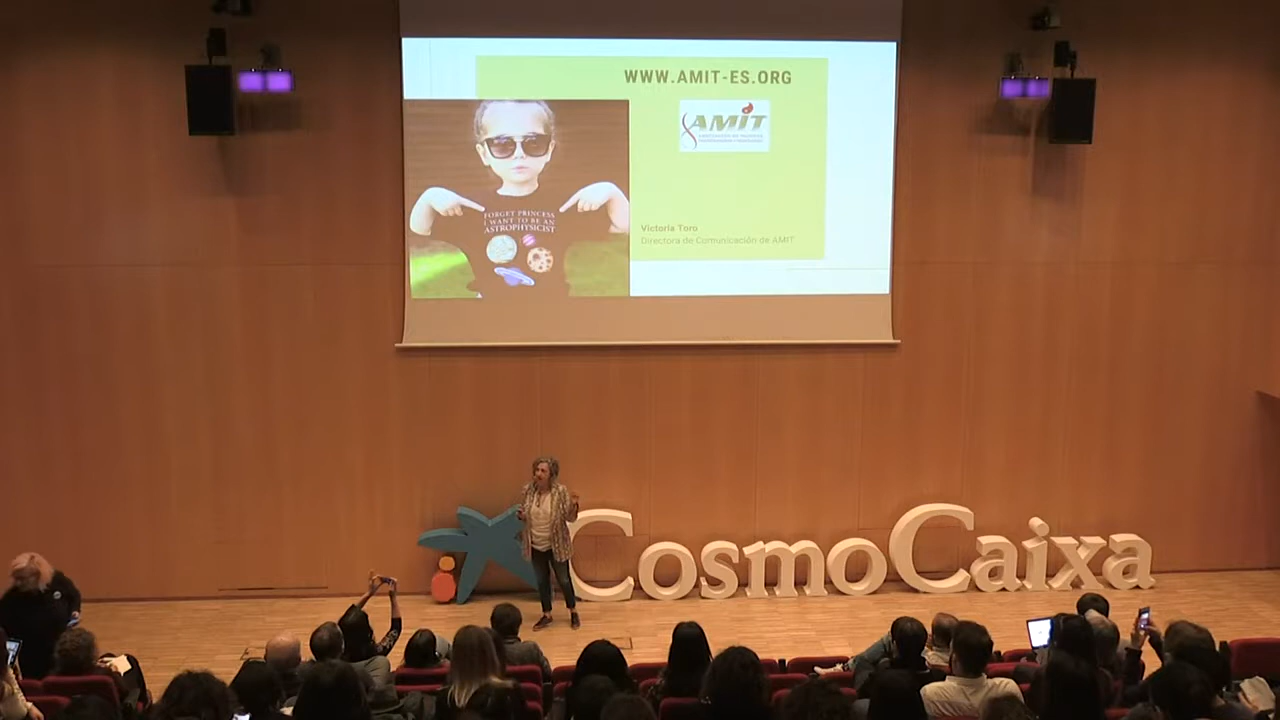 WWW.AMIT-ES.ORG
AMIT
FORGET PRINCESS
I WANT TO BE AN
ASTROPHYSICIST
Victoria Toro
Directora de Comunicación de AMIT
CosmoCaixa